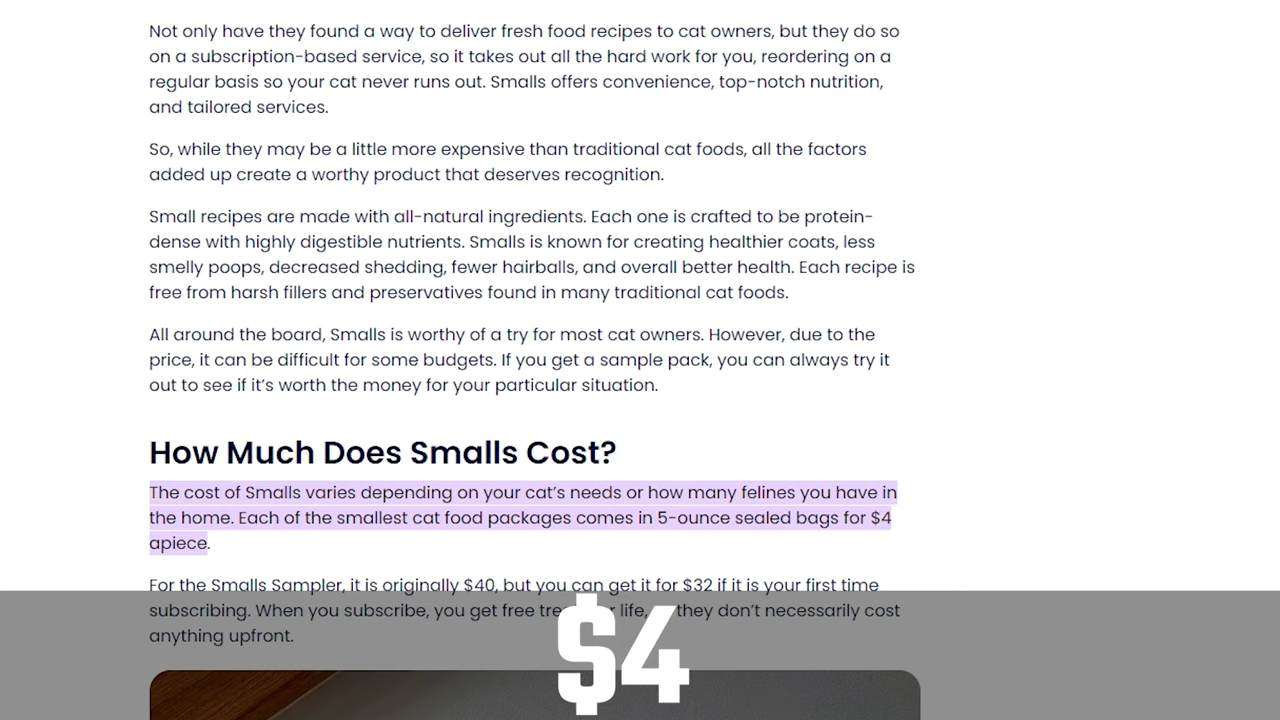 Not only have they found a way to deliver fresh food recipes to cat owners, but they do so
on a subscription-based service, so it takes out all the hard work for you, reordering on a
regular basis so your cat never runs out. Smalls offers convenience, top-notch nutrition,
and tailored services.
So, while they may be a little more expensive than traditional cat foods, all the factors
added up create a worthy product that deserves recognition.
Small recipes are made with all-natural ingredients. Each one is crafted to be protein-
dense with highly digestible nutrients. Smalls is known for creating healthier coats, less
smelly poops, decreased shedding, fewer hairballs, and overall better health. Each recipe is
free from harsh fillers and preservatives found in many traditional cat foods.
All around the board, Smalls is worthy of a try for most cat owners. However, due to the
price, it can be difficult for some budgets. If you get a sample pack, you can always try it
out to see if it’s worth the money for your particular situation.
How Much Does Smalls Cost?
The cost of Smalls varies depending on your cat’s needs or how many felines you have in
the home. Each of the smallest cat food packages comes in 5-ounce sealed bags for $4
apiece.
For the Smalls Sampler, it is originally $40, but you can get it for $32 if it is your first time
subscribing. When you subscribe, you get free life, they don’t necessarily cost
anything upfront.
$4